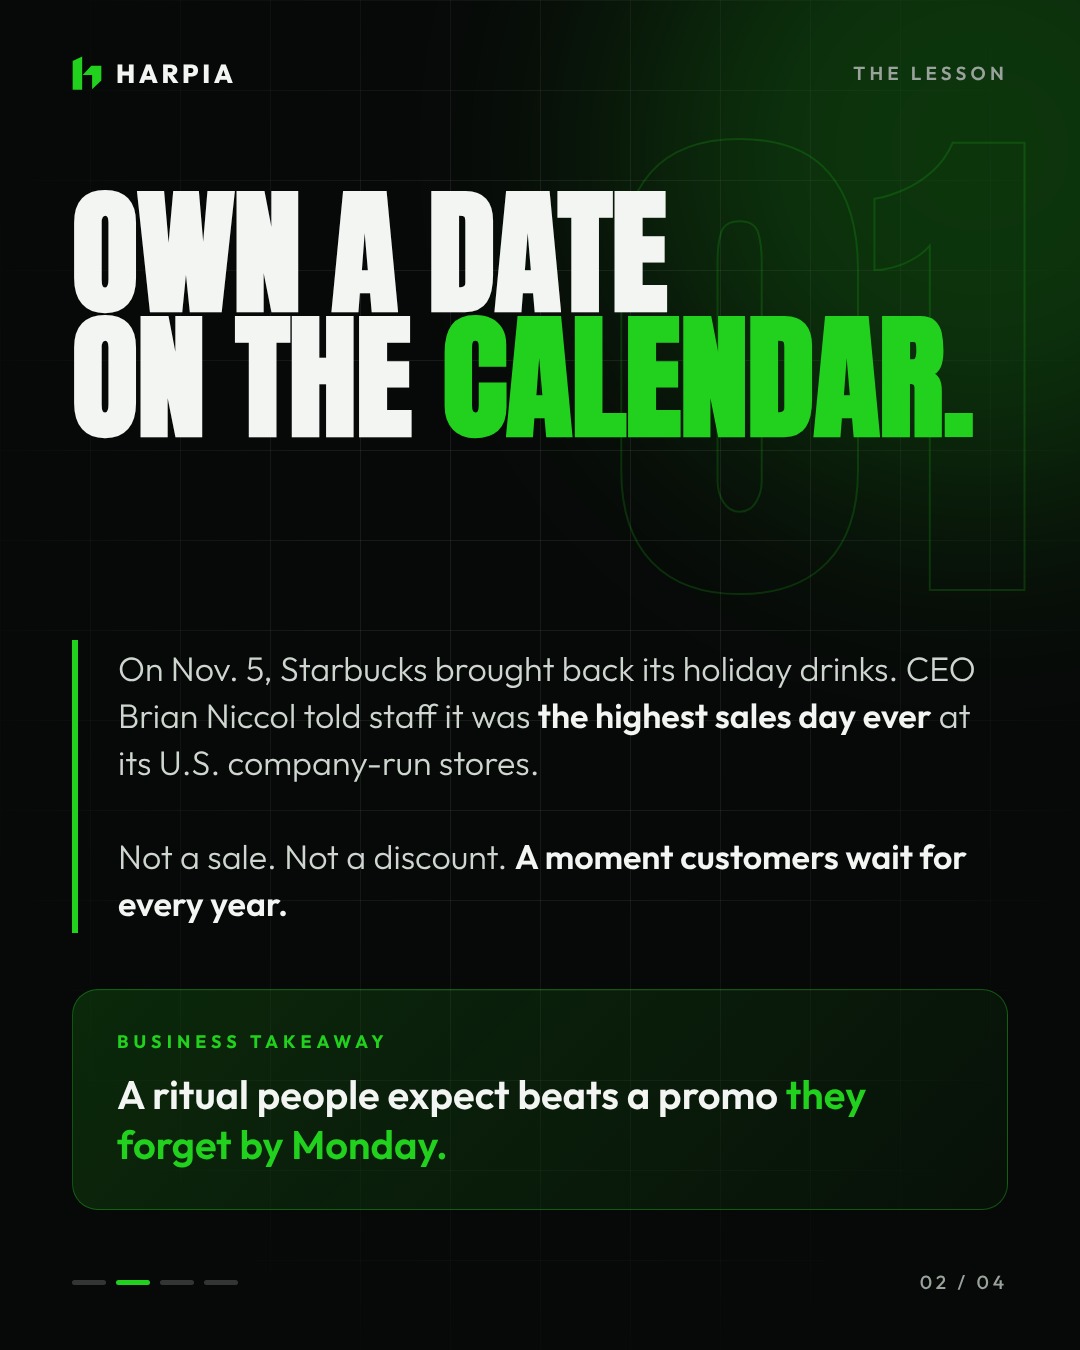 HARPIA
THE LESSON
01
OWN A DATE
ON THE CALENDAR.
On Nov. 5, Starbucks brought back its holiday drinks. CEO
Brian Niccol told staff it was the highest sales day ever at
its U.S. company-run stores.
Not a sale. Not a discount. A moment customers wait for
every year.
BUSINESS TAKEAWAY
A ritual people expect beats a promo they
forget by Monday.
02 / 04